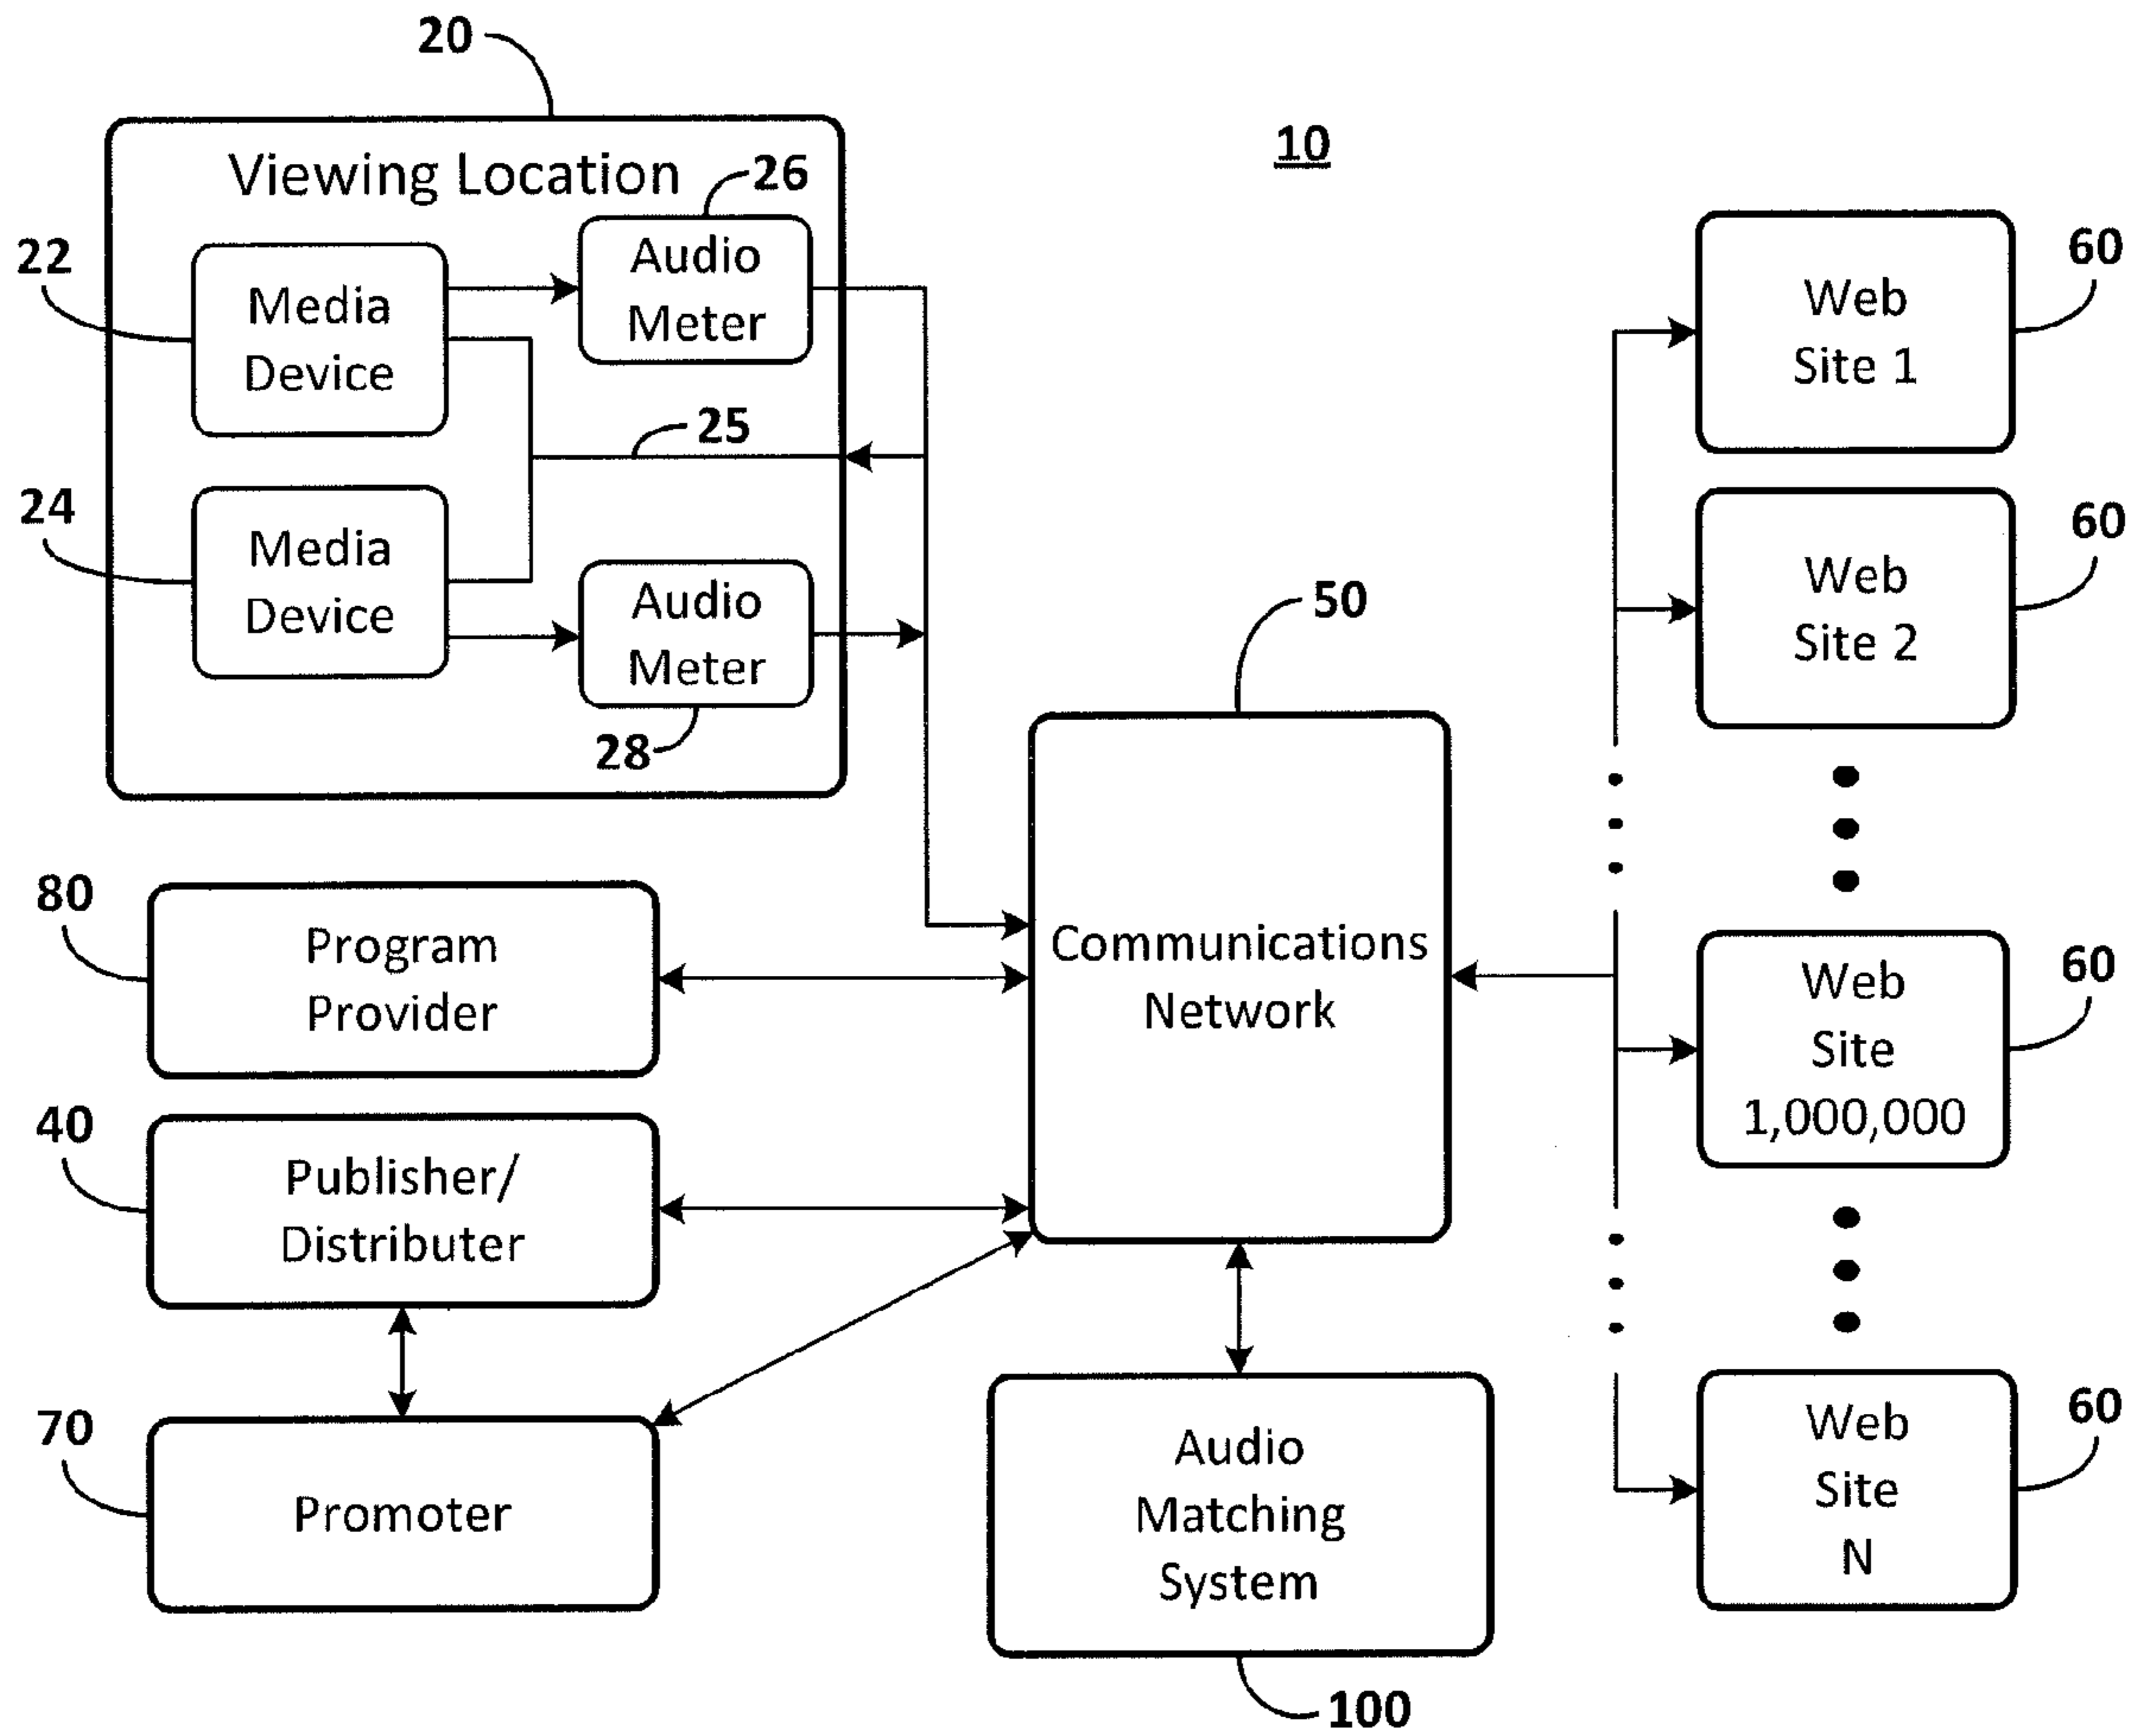 20
10
Viewing Location
26
22
Media
Device
Audio
Meter
25
24
Media
Device
Audio
Meter
28
50
Communications
Network
80
Program
Provider
40
Publisher/
Distributer
70
Promoter
Audio
Matching
System
100
Web
Site 1
60
Web
Site 2
60
Web
Site
1,000,000
60
Web
Site
N
60